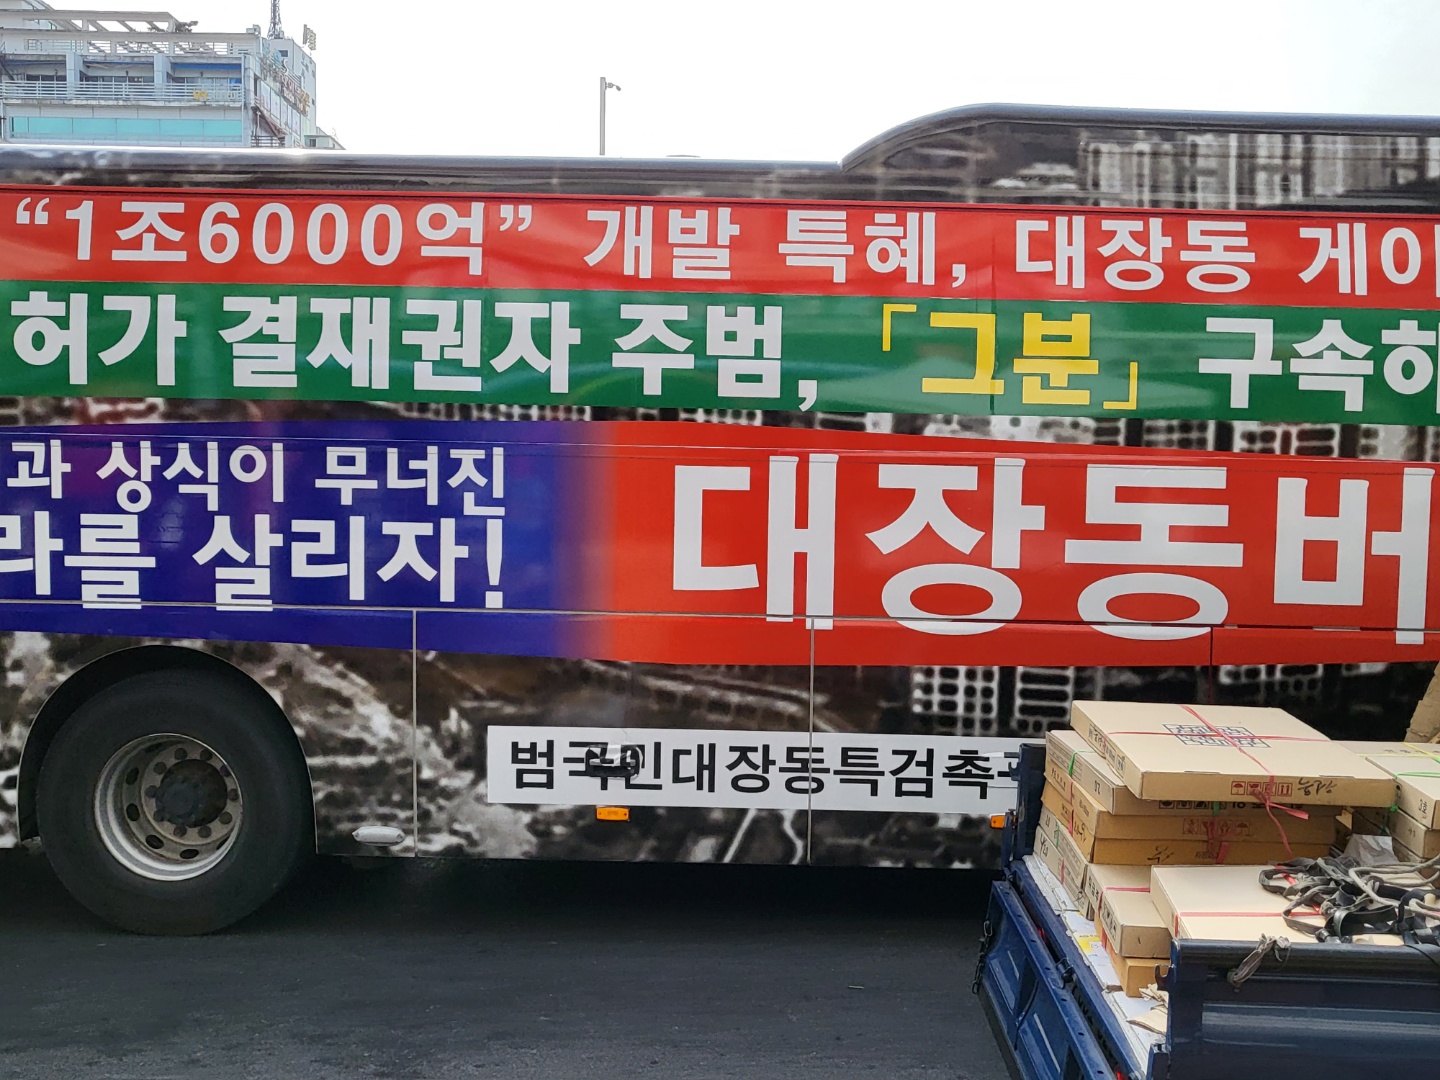 “1조6000억” 개발 특혜, 대장동 게이
허가 결재권자 주범, 「그분」 구속하
과 상식이 무너진
라를 살리자!
대장동버
범국민대장동특검촉